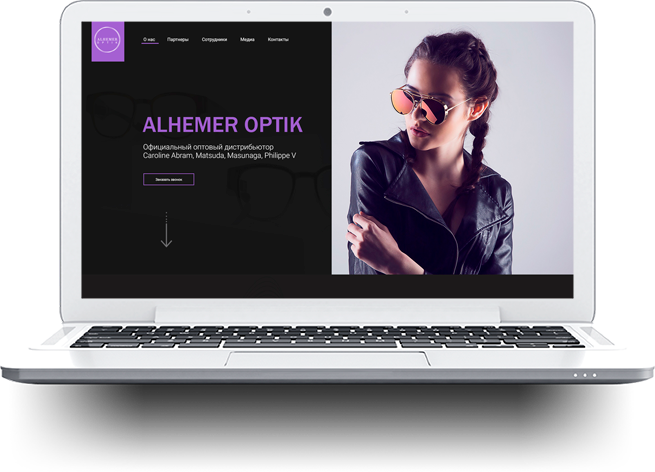 ALHEMER
OPTIK
О нас Партнеры Сотрудники Медиа Контакты
ALHEMER OPTIK
Официальный оптовый дистрибьютор
Caroline Abram, Matsuda, Masunaga, Philippe V
Заказать звонок